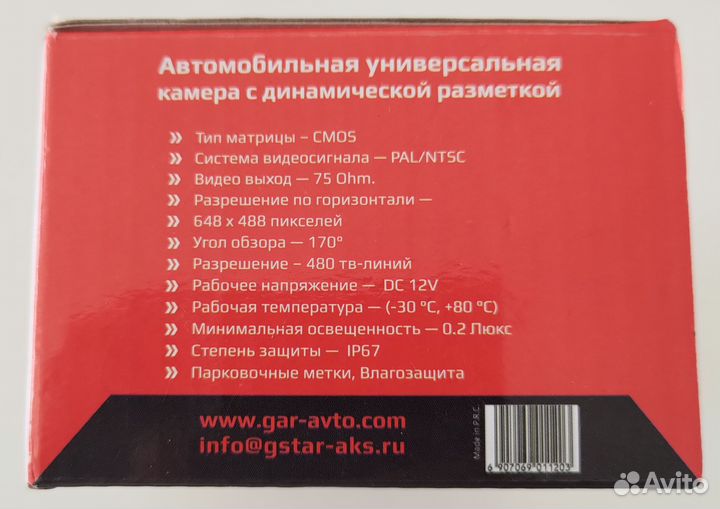 Автомобильная универсальная
камера с динамической разметкой
Тип матрицы – CMOS
Система видеосигнала — PAL/NTSC
Видео выход — 75 Ohm.
Разрешение по горизонтали —
648 x 488 пикселей
Угол обзора — 170°
Разрешение – 480 тв-линий
Рабочее напряжение — DC 12V
Рабочая температура — (-30 °C, +80 °C)
Минимальная освещенность — 0.2 Люкс
Степень защиты — IP67
Парковочные метки, Влагозащита
www.gar-avto.com
info@gstar-aks.ru
Made in P.R.C.
6 907069 011203
Avito